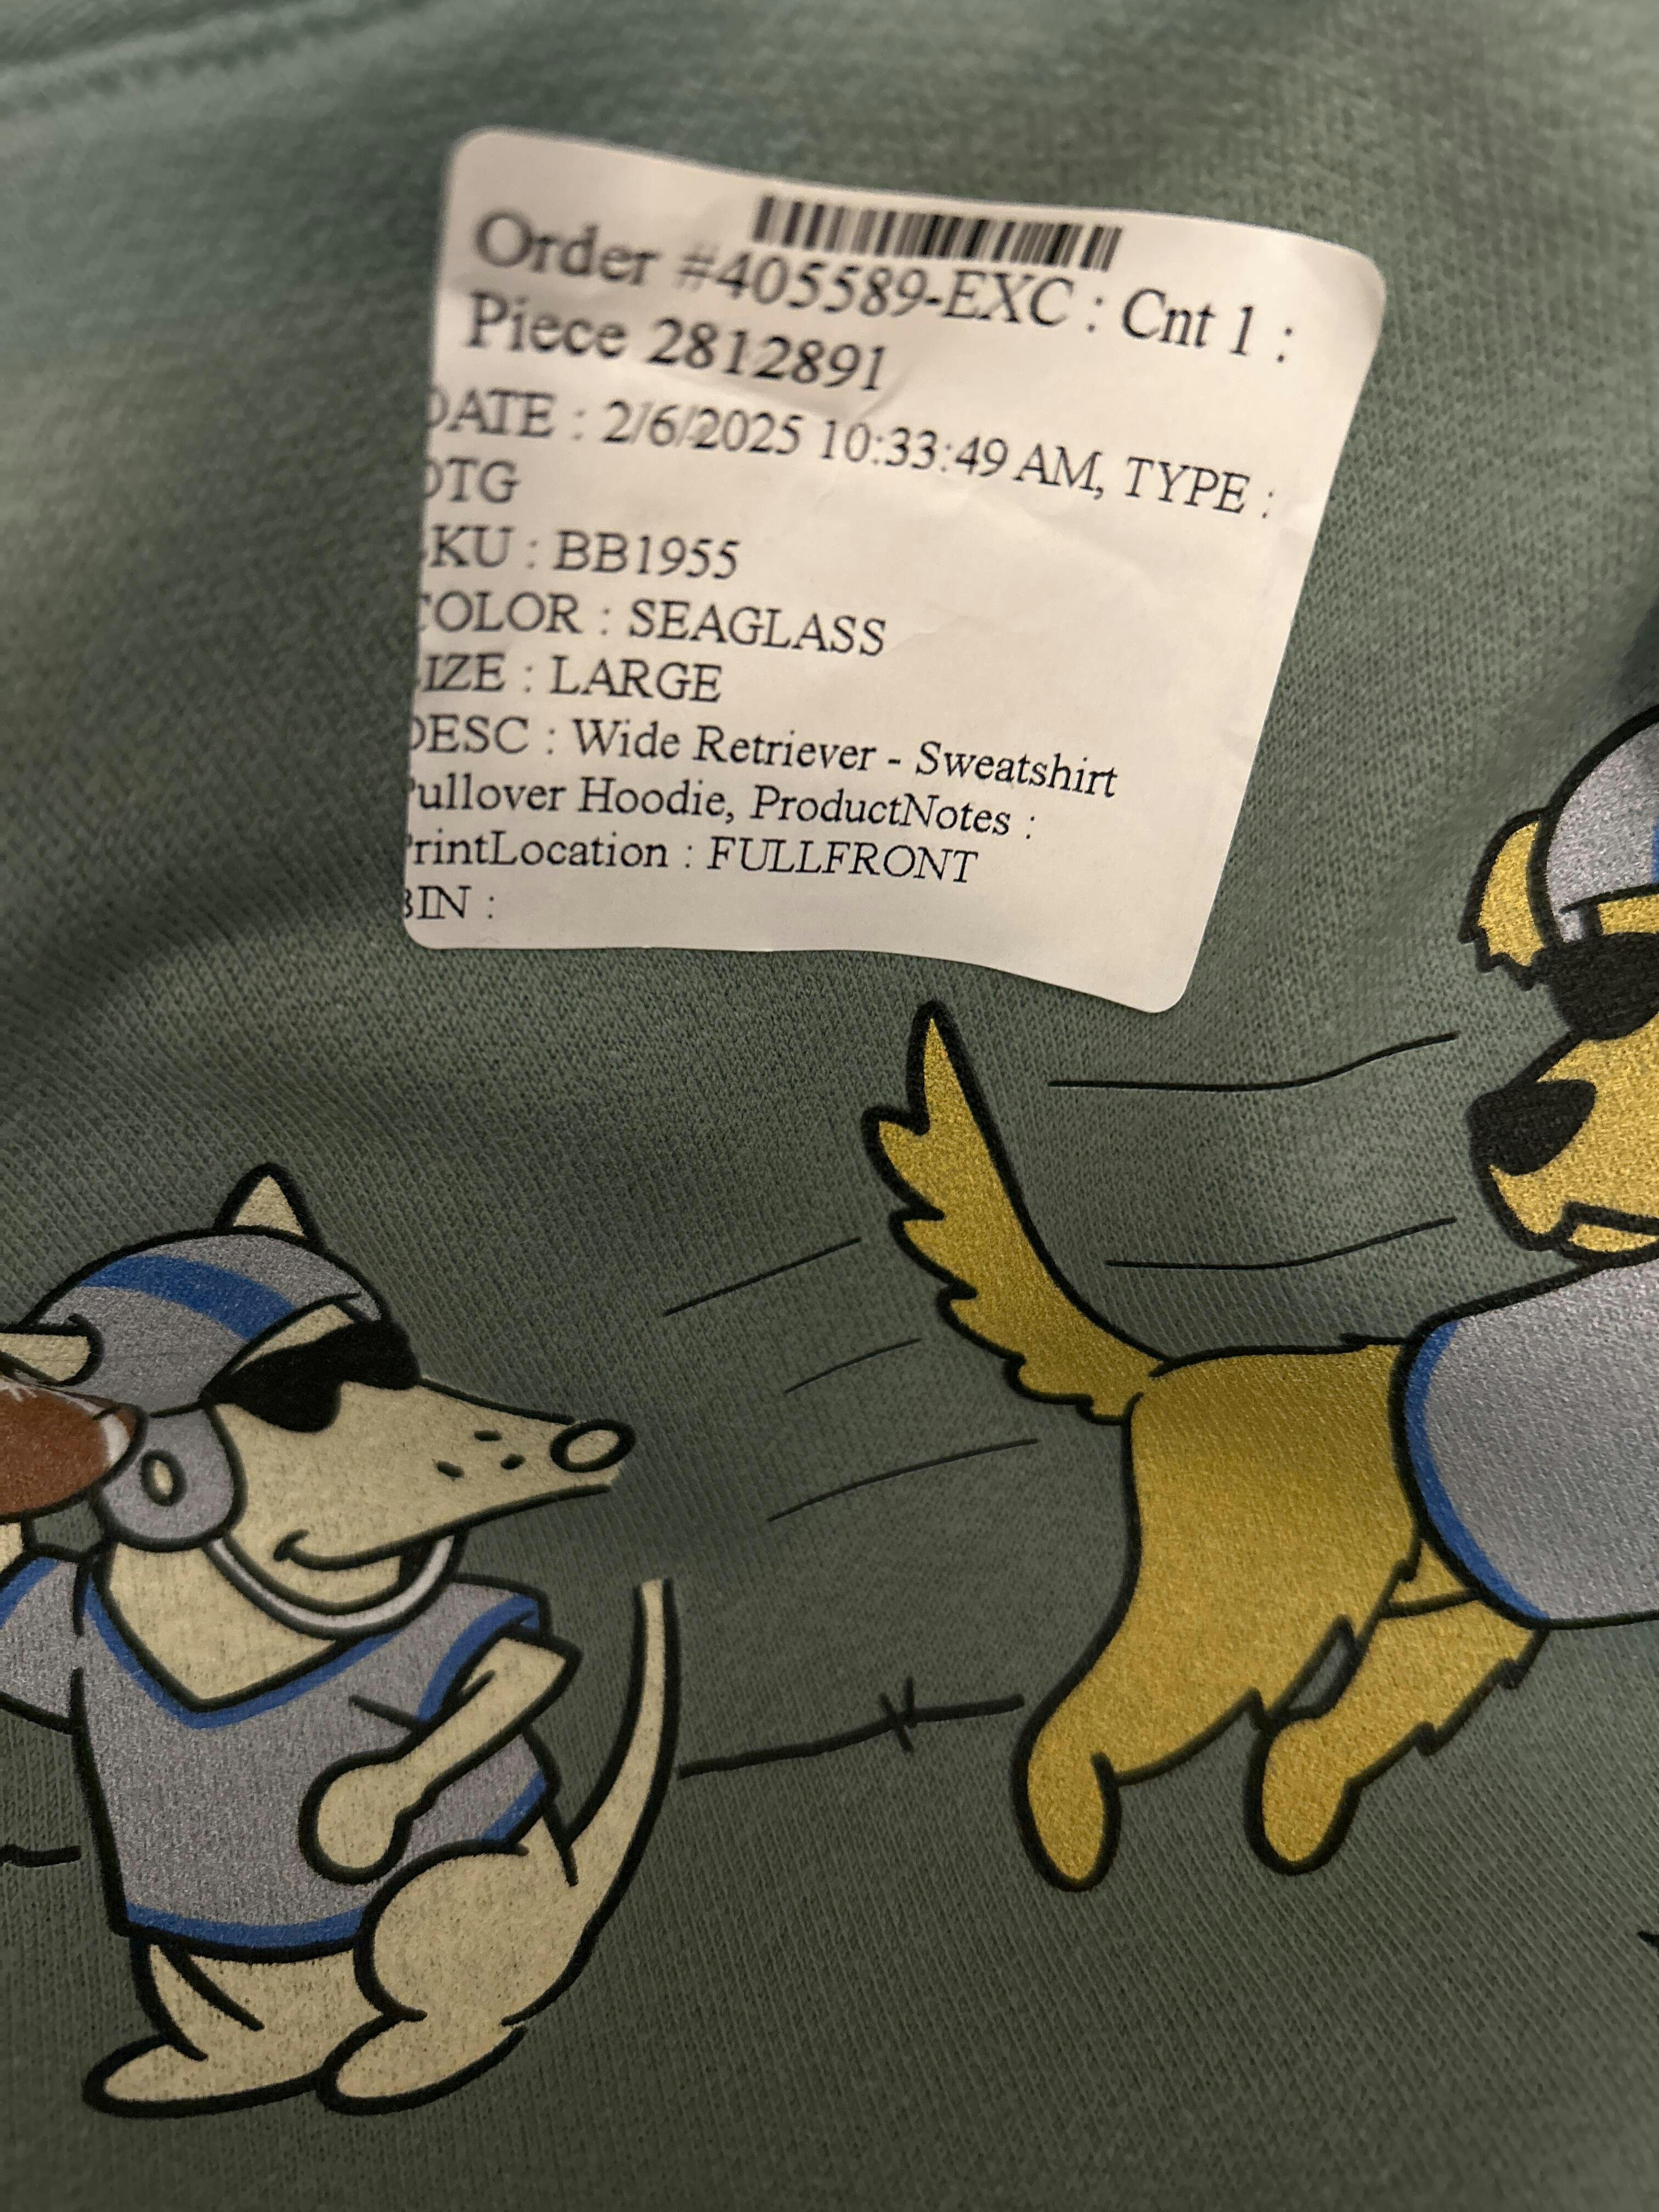 Order #405589-EXC : Cnt 1 :
Piece 2812891
DATE : 2/6/2025 10:33:49 AM, TYPE :
DTG
SKU : BB1955
COLOR : SEAGLASS
SIZE : LARGE
DESC : Wide Retriever - Sweatshirt
Pullover Hoodie, ProductNotes :
PrintLocation : FULLFRONT
BIN :